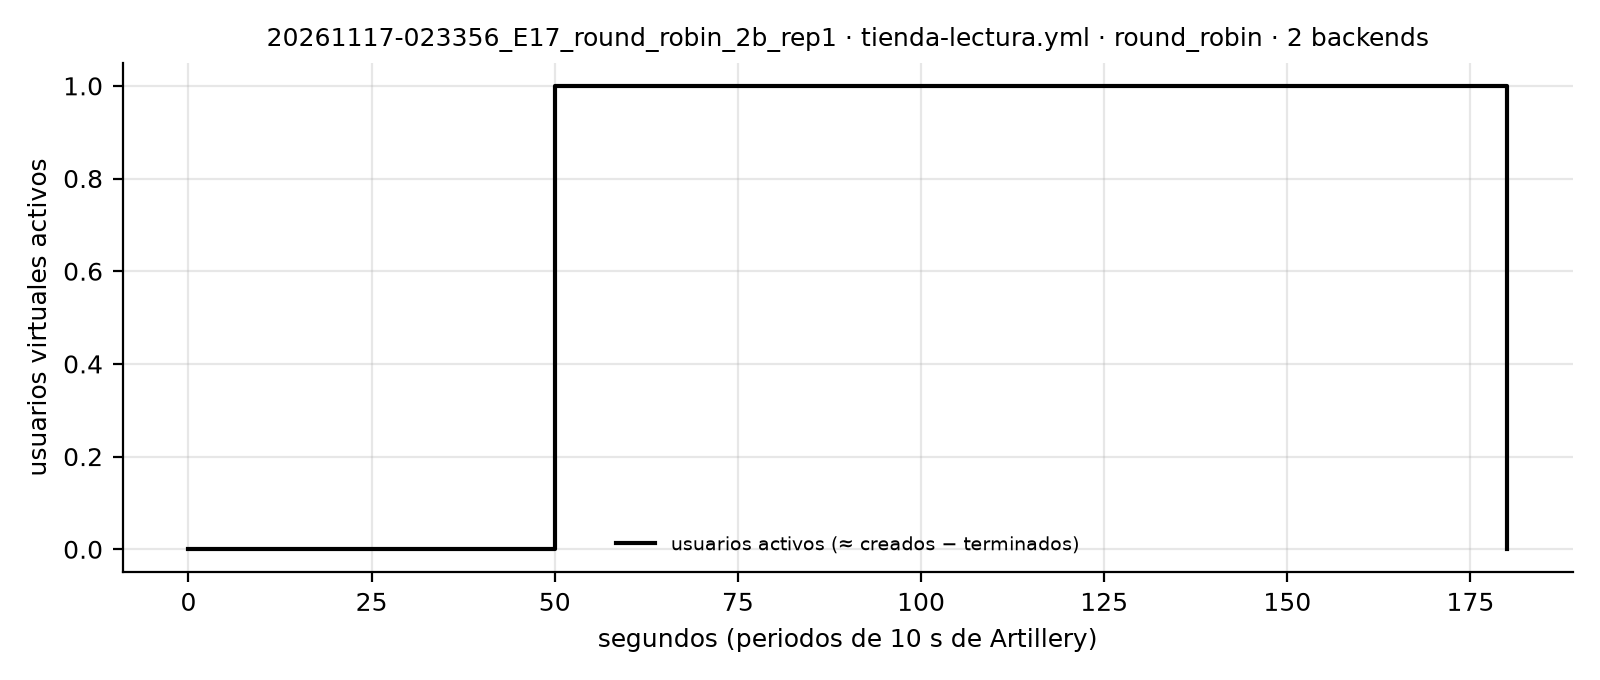 20261117-023356_E17_round_robin_2b_rep1 · tienda-lectura.yml · round_robin · 2 backends
usuarios virtuales activos
1.0
0.8
0.6
0.4
0.2
0.0
usuarios activos (≈ creados − terminados)
0 25 50 75 100 125 150 175
segundos (periodos de 10 s de Artillery)